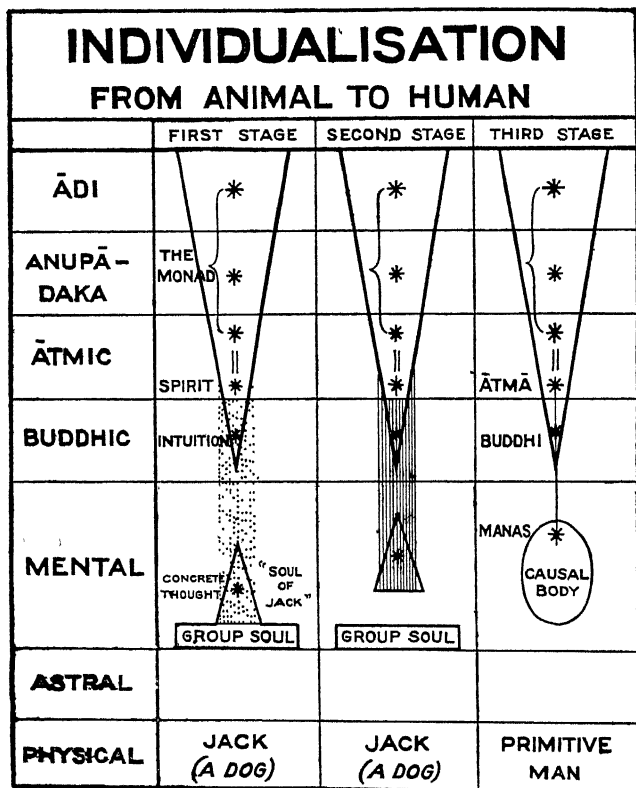 INDIVIDUALISATION
FROM ANIMAL TO HUMAN
FIRST STAGE SECOND STAGE THIRD STAGE
ĀDI
ANUPĀ-
DAKA
THE
MONAD
ĀTMIC
SPIRIT
ĀTMĀ
BUDDHIC
INTUITION
BUDDHI
MENTAL
CONCRETE
THOUGHT
"SOUL
OF
JACK"
MANAS
CAUSAL
BODY
GROUP SOUL
GROUP SOUL
ASTRAL
PHYSICAL
JACK
(A DOG)
JACK
(A DOG)
PRIMITIVE
MAN